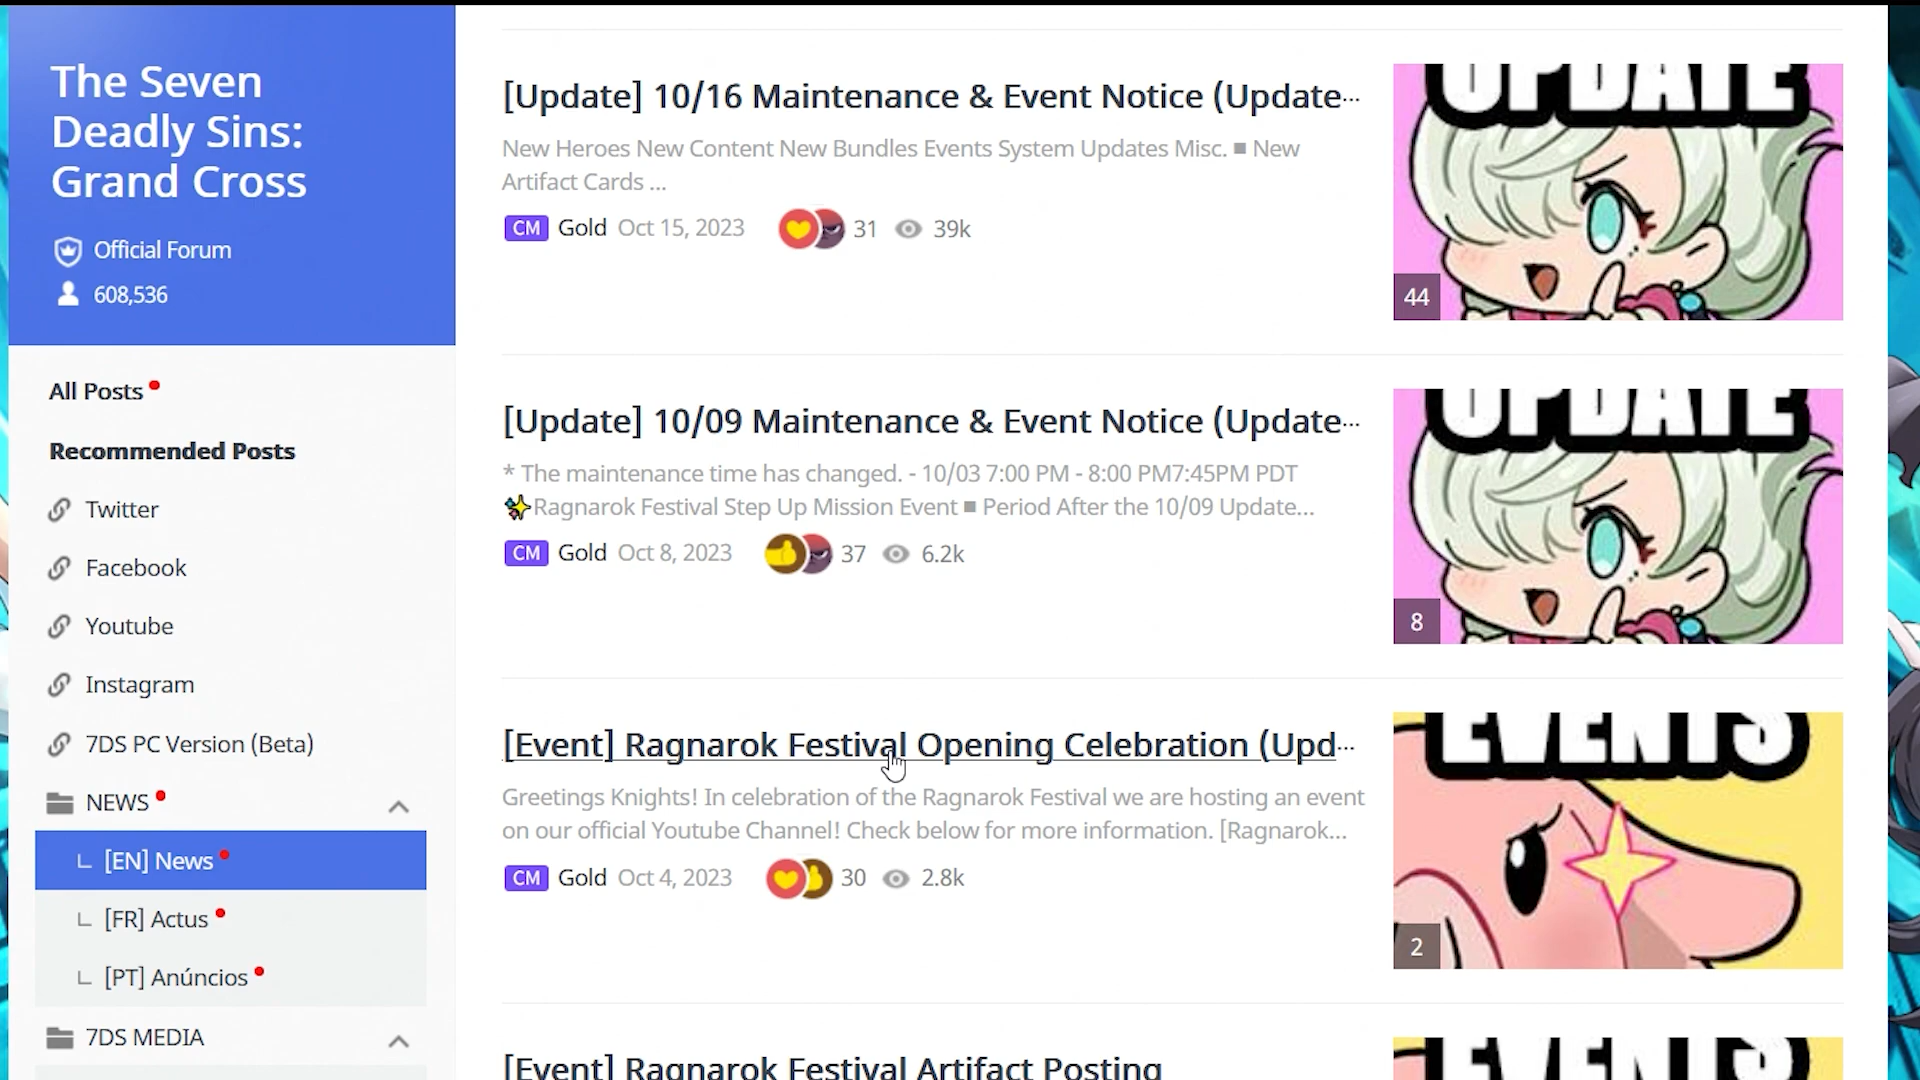 The Seven
Deadly Sins:
Grand Cross
Official Forum
608,536
All Posts
Recommended Posts
Twitter
Facebook
Youtube
Instagram
7DS PC Version (Beta)
NEWS
[EN] News
[FR] Actus
[PT] Anúncios
7DS MEDIA
[Update] 10/16 Maintenance & Event Notice (Update···
New Heroes New Content New Bundles Events System Updates Misc. ■ New
Artifact Cards ...
CM Gold Oct 15, 2023 31 39k
UPDATE
44
[Update] 10/09 Maintenance & Event Notice (Update···
* The maintenance time has changed. - 10/03 7:00 PM - 8:00 PM7:45PM PDT
✨Ragnarok Festival Step Up Mission Event ■ Period After the 10/09 Update...
CM Gold Oct 8, 2023 37 6.2k
UPDATE
8
[Event] Ragnarok Festival Opening Celebration (Upd···
Greetings Knights! In celebration of the Ragnarok Festival we are hosting an event
on our official Youtube Channel! Check below for more information. [Ragnarok...
CM Gold Oct 4, 2023 30 2.8k
EVENTS
2
[Event] Ragnarok Festival Artifact Posting
EVENTS